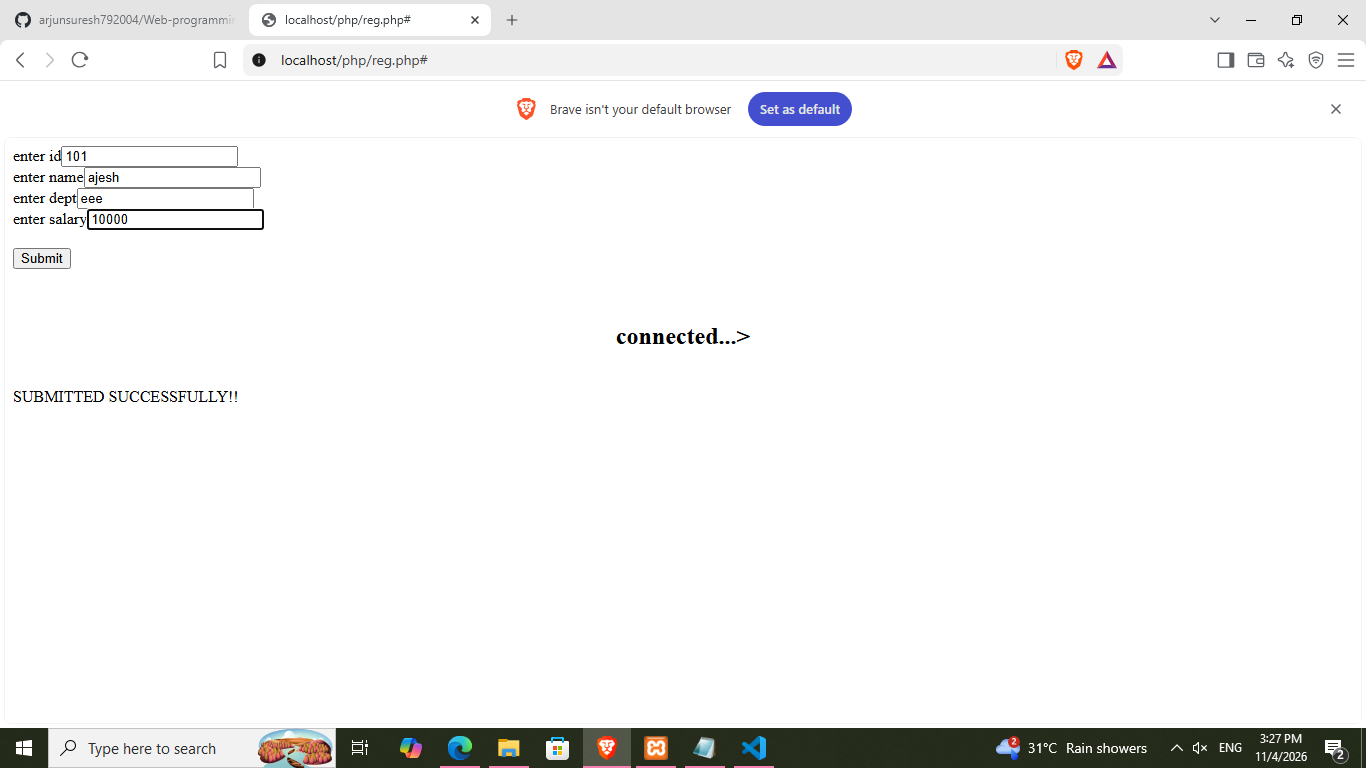 arjunsuresh792004/Web-programmin
localhost/php/reg.php#
localhost/php/reg.php#
Brave isn't your default browser
Set as default
enter id 101
enter name ajesh
enter dept eee
enter salary 10000
Submit
connected...>
SUBMITTED SUCCESSFULLY!!
Type here to search
2
31°C Rain showers
ENG
3:27 PM
11/4/2026
2